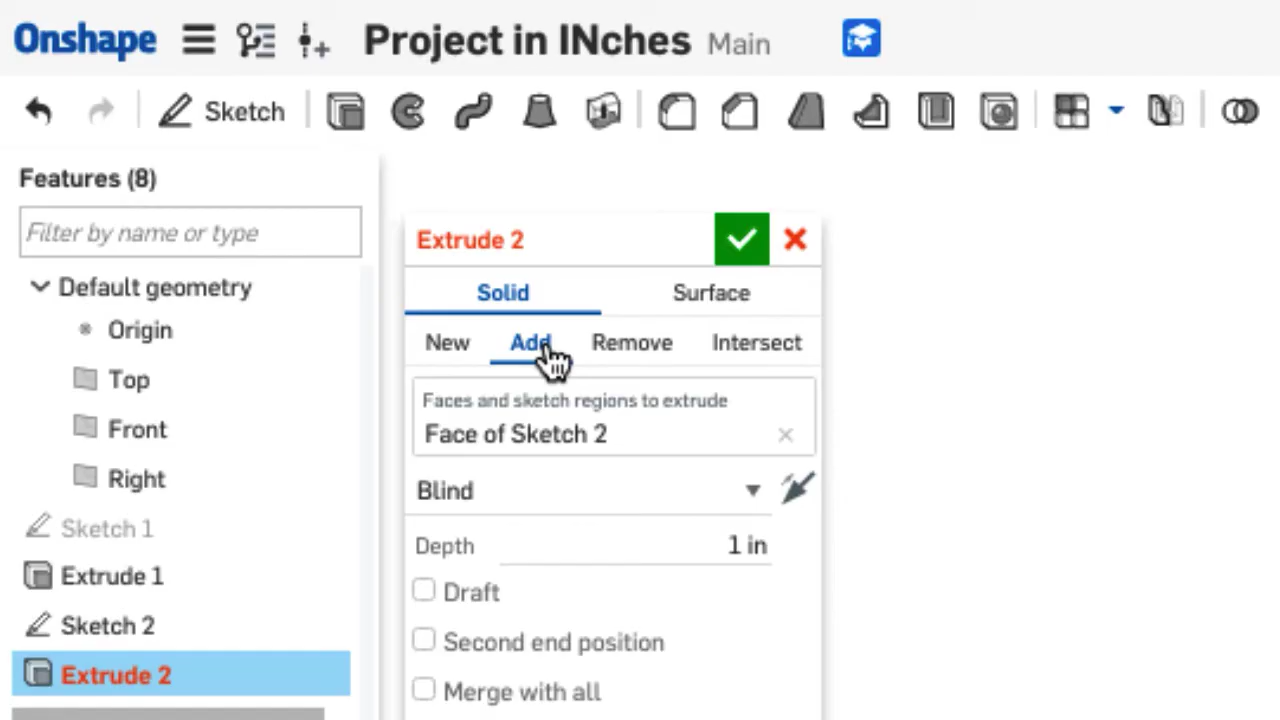 Onshape Project in INches Main
Sketch
Features (8)
Filter by name or type
Default geometry
Origin
Top
Front
Right
Sketch 1
Extrude 1
Sketch 2
Extrude 2
Extrude 2
Solid Surface
New Add Remove Intersect
Faces and sketch regions to extrude
Face of Sketch 2
Blind
Depth 1 in
Draft
Second end position
Merge with all